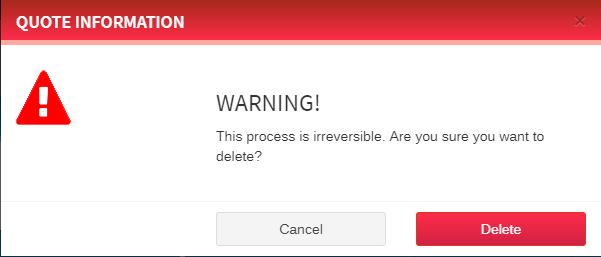 QUOTE INFORMATION
×
WARNING!
This process is irreversible. Are you sure you want to
delete?
Cancel
Delete